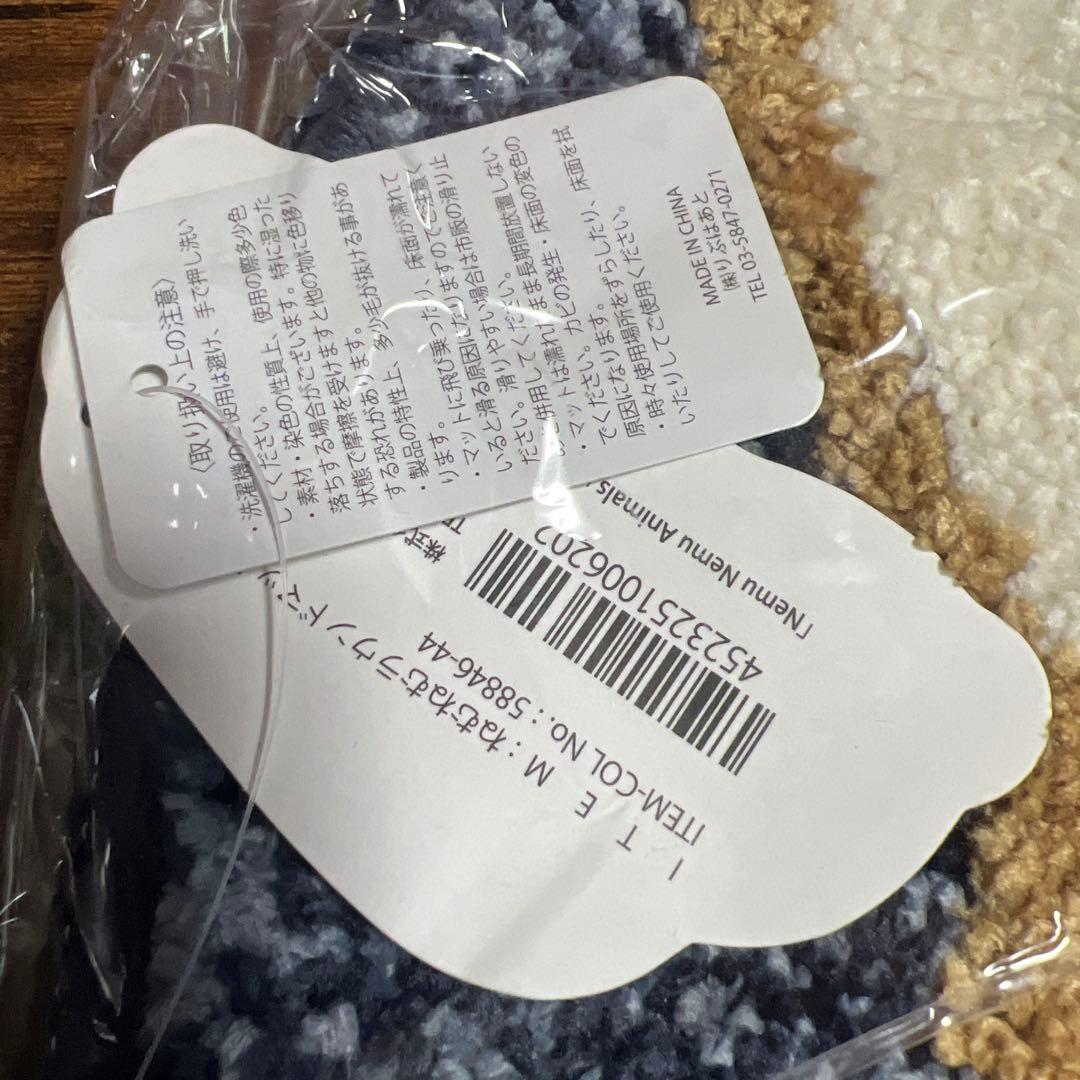 〈取り扱い上の注意〉
・洗濯機のご使用は避け、手で押し洗い
してください。
・素材・染色の性質上、使用の際多少色
落ちする場合がございます。特に湿った
状態で摩擦を受けますと他の物に色移り
する恐れがあります。
・製品の特性上、多少毛が抜ける事があ
ります。
・マットに飛び乗ったり、床面が濡れて
いると滑る原因になりますのでご注意く
ださい。滑りやすい場合は市販の滑り止
併用してください。
・マットは濡れたまま長期間放置しない
でください。カビの発生・床面の変色の
原因になります。
・時々使用場所をずらしたり、床面を拭
いたりしてご使用ください。
MADE IN CHINA
㈱りぶはあと
TEL03-5847-0271
I T E M：ねむねむラウンドマッ
ITEM-COL No.: 58846-44
4523251006202
「Nemu Nemu Animals
株式